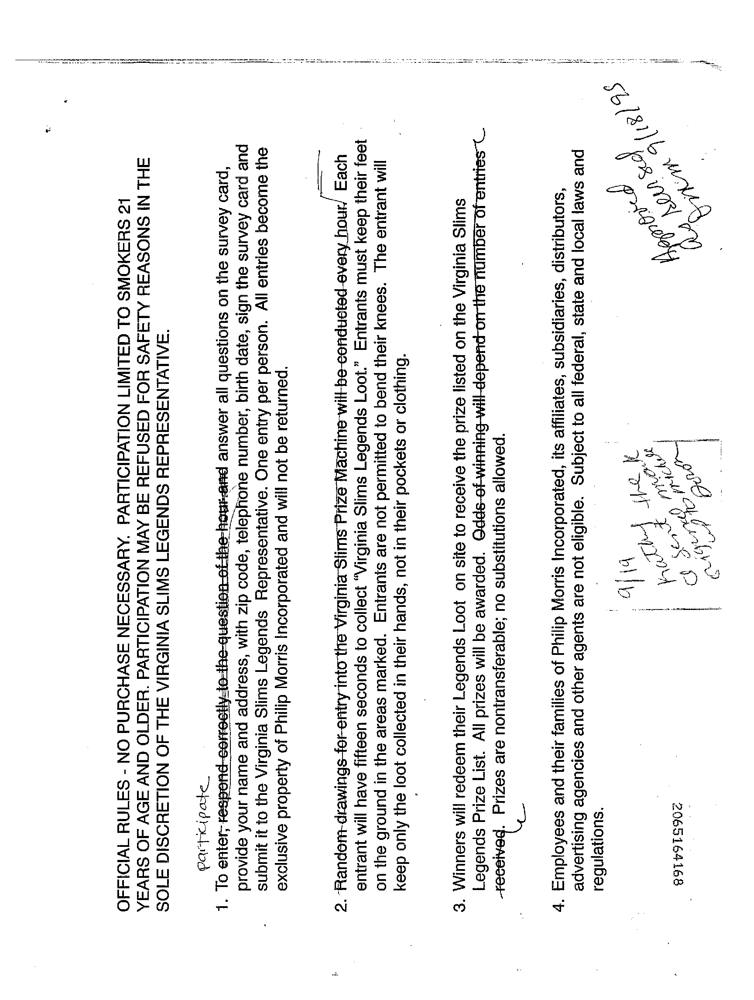 OFFICIAL RULES - NO PURCHASE NECESSARY. PARTICIPATION LIMITED TO SMOKERS 21
YEARS OF AGE AND OLDER. PARTICIPATION MAY BE REFUSED FOR SAFETY REASONS IN THE
SOLE DISCRETION OF THE VIRGINIA SLIMS LEGENDS REPRESENTATIVE.
participate
1. To enter, respond correctly to the question of the hour and answer all questions on the survey card,
provide your name and address, with zip code, telephone number, birth date, sign the survey card and
submit it to the Virginia Slims Legends Representative. One entry per person. All entries become the
exclusive property of Philip Morris Incorporated and will not be returned.
2. Random drawings for entry into the Virginia Slims Prize Machine will be conducted every hour. Each
entrant will have fifteen seconds to collect "Virginia Slims Legends Loot." Entrants must keep their feet
on the ground in the areas marked. Entrants are not permitted to bend their knees. The entrant will
keep only the loot collected in their hands, not in their pockets or clothing.
3. Winners will redeem their Legends Loot on site to receive the prize listed on the Virginia Slims
Legends Prize List. All prizes will be awarded. Odds of winning will depend on the number of entries
received. Prizes are nontransferable; no substitutions allowed.
4. Employees and their families of Philip Morris Incorporated, its affiliates, subsidiaries, distributors,
advertising agencies and other agents are not eligible. Subject to all federal, state and local laws and
regulations.
9/19
Approved
as
9/18/95
2065164168